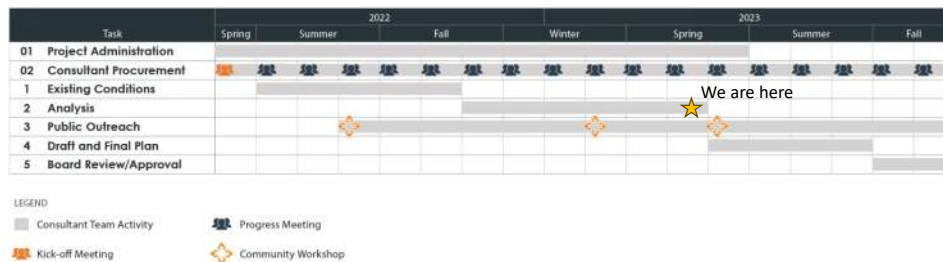 2022 2023
Task Spring Summer Fall Winter Spring Summer Fall
01 Project Administration
02 Consultant Procurement
1 Existing Conditions
We are here
2 Analysis
3 Public Outreach
4 Draft and Final Plan
5 Board Review/Approval
LEGEND
Consultant Team Activity Progress Meeting
Kick-off Meeting Community Workshop